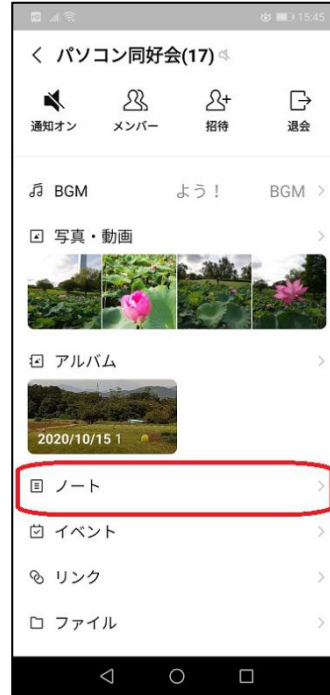 15:45
パソコン同好会(17)
通知オン メンバー 招待 退会
BGM よう! BGM
写真・動画
アルバム
2020/10/15 1
ノート
イベント
リンク
ファイル